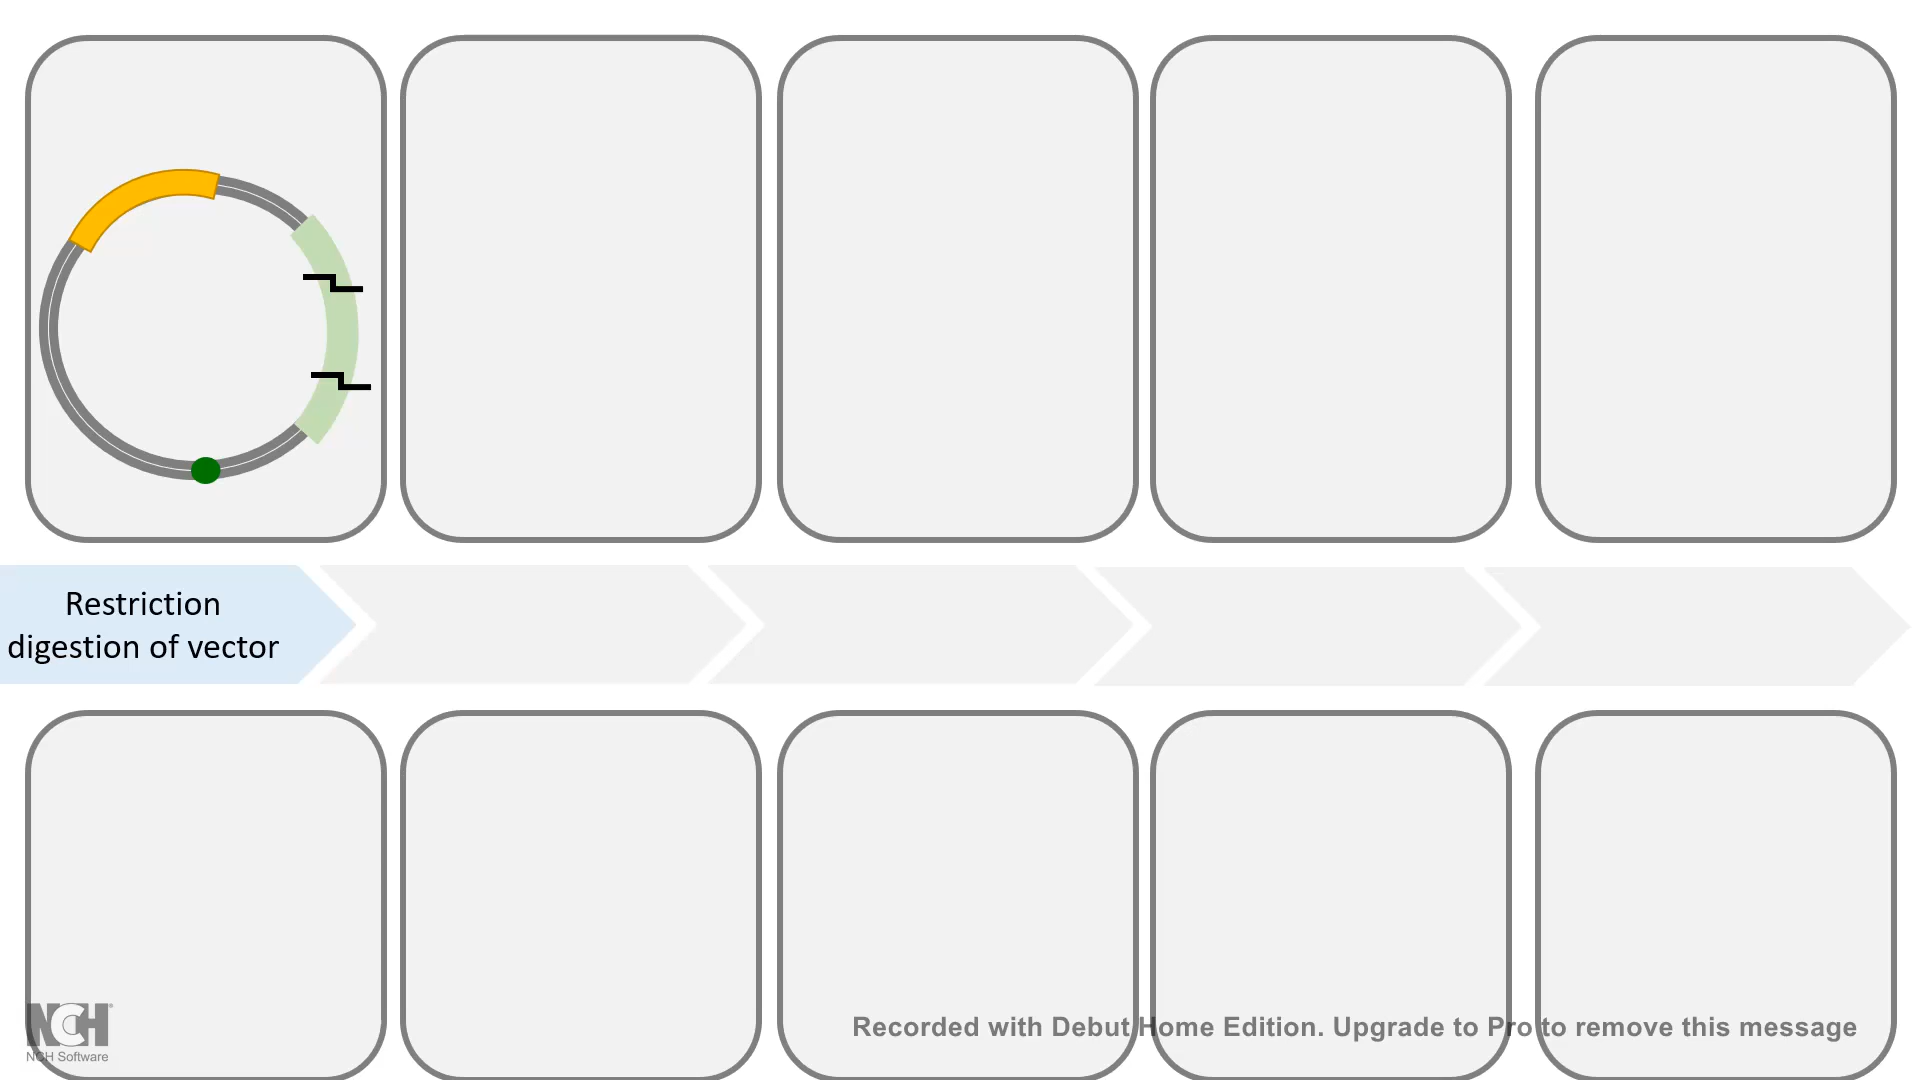 Restriction
digestion of vector
NCH
NCH Software
Recorded with Debut Home Edition. Upgrade to Pro to remove this message